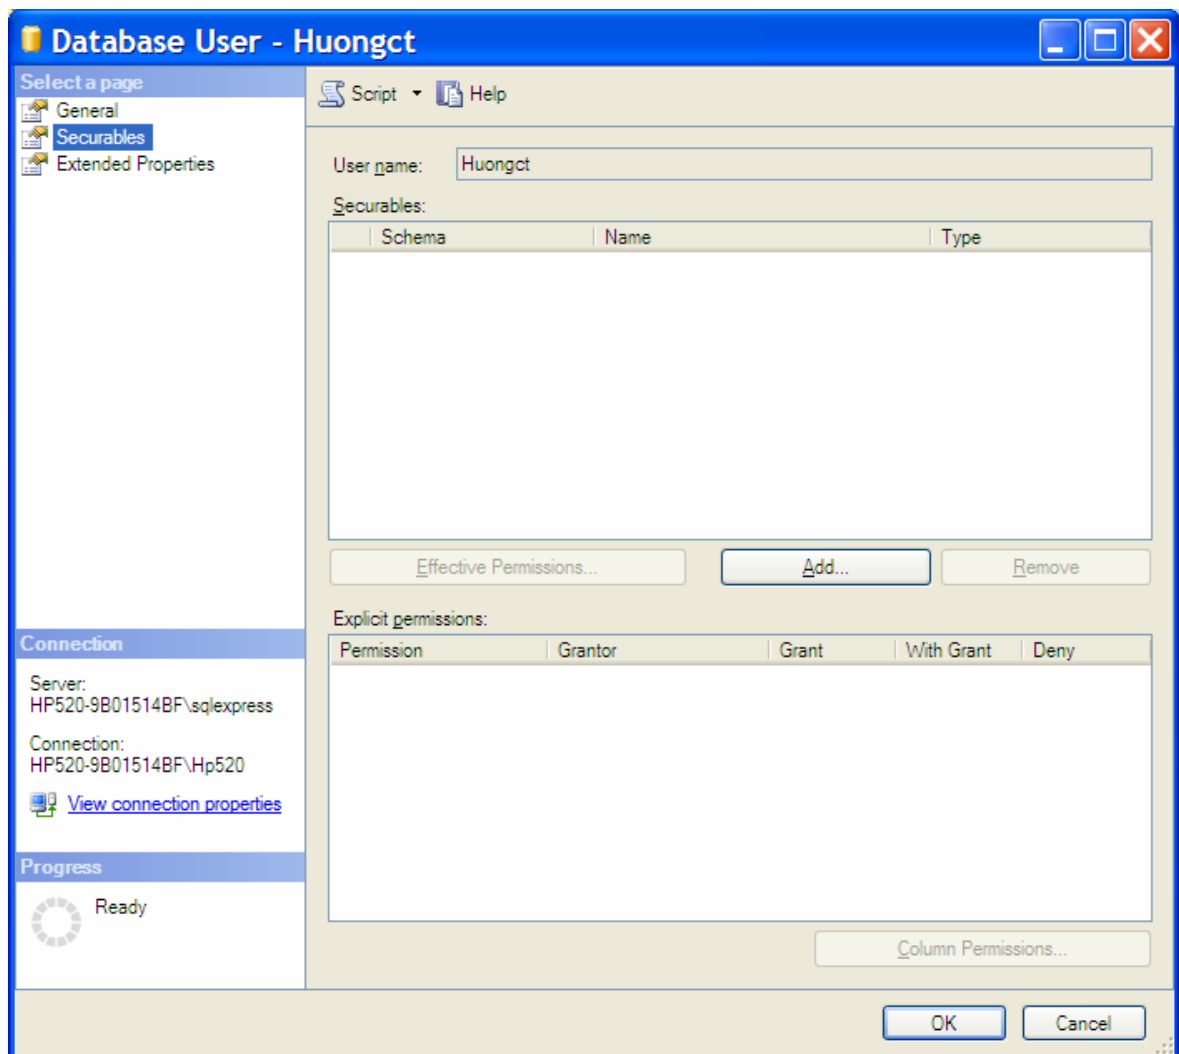 Database User - Huongct
Select a page
General
Securables
Extended Properties
Script Help
User name: Huongct
Securables:
Schema Name Type
Effective Permissions... Add... Remove
Explicit permissions:
Permission Grantor Grant With Grant Deny
Connection
Server:
HP520-9B01514BF\sqlexpress
Connection:
HP520-9B01514BF\Hp520
View connection properties
Progress
Ready
Column Permissions...
OK Cancel